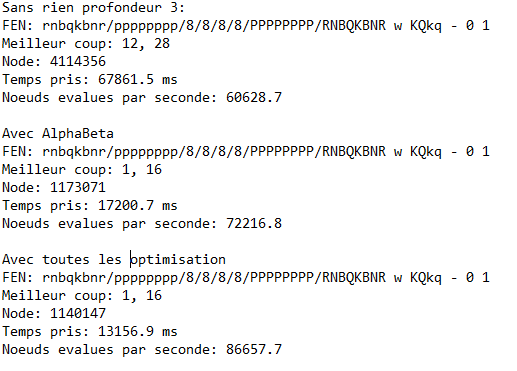 Sans rien profondeur 3:
FEN: rnbqkbnr/pppppppp/8/8/8/8/PPPPPPPP/RNBQKBNR w KQkq - 0 1
Meilleur coup: 12, 28
Node: 4114356
Temps pris: 67861.5 ms
Noeuds evalues par seconde: 60628.7
Avec AlphaBeta
FEN: rnbqkbnr/pppppppp/8/8/8/8/PPPPPPPP/RNBQKBNR w KQkq - 0 1
Meilleur coup: 1, 16
Node: 1173071
Temps pris: 17200.7 ms
Noeuds evalues par seconde: 72216.8
Avec toutes les optimisation
FEN: rnbqkbnr/pppppppp/8/8/8/8/PPPPPPPP/RNBQKBNR w KQkq - 0 1
Meilleur coup: 1, 16
Node: 1140147
Temps pris: 13156.9 ms
Noeuds evalues par seconde: 86657.7